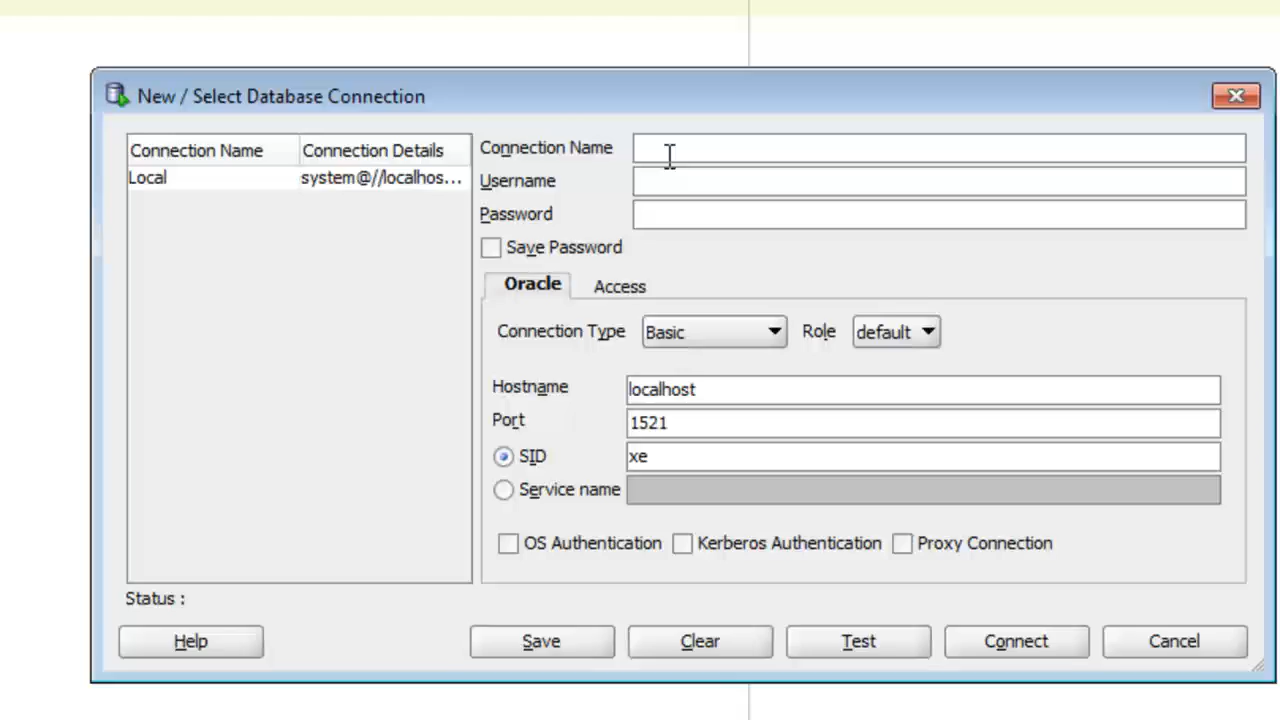 New / Select Database Connection
Connection Name Connection Details
Local system@//localhos...
Connection Name
Username
Password
Save Password
Oracle Access
Connection Type Basic Role default
Hostname localhost
Port 1521
SID xe
Service name
OS Authentication Kerberos Authentication Proxy Connection
Status :
Help Save Clear Test Connect Cancel